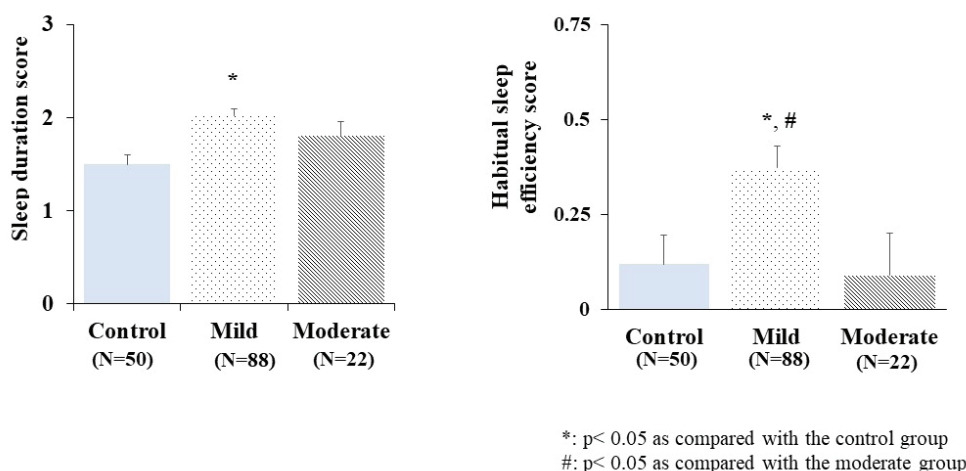 Sleep duration score
3
2
1
0
*
Control
(N=50)
Mild
(N=88)
Moderate
(N=22)
Habitual sleep
efficiency score
0.75
0.5
0.25
0
*, #
Control
(N=50)
Mild
(N=88)
Moderate
(N=22)
*: p< 0.05 as compared with the control group
#: p< 0.05 as compared with the moderate group